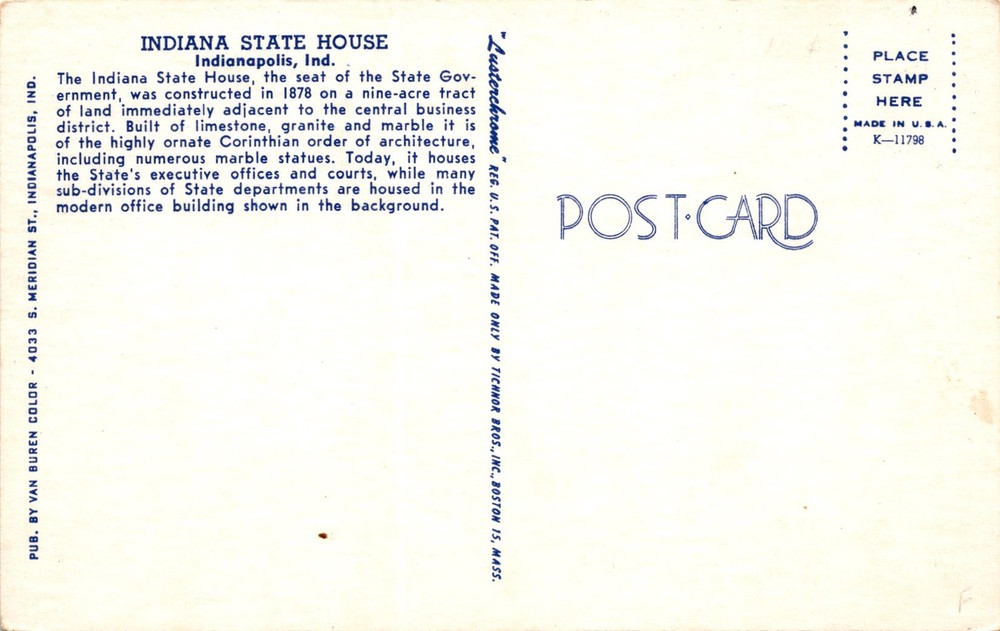 INDIANA STATE HOUSE
Indianapolis, Ind.
The Indiana State House, the seat of the State Gov-
ernment, was constructed in 1878 on a nine-acre tract
of land immediately adjacent to the central business
district. Built of limestone, granite and marble it is
of the highly ornate Corinthian order of architecture,
including numerous marble statues. Today, it houses
the State's executive offices and courts, while many
sub-divisions of State departments are housed in the
modern office building shown in the background.
PUB. BY VAN BUREN COLOR - 4033 S. MERIDIAN ST., INDIANAPOLIS, IND.
"Lusterchrome" REG. U.S. PAT. OFF. MADE ONLY BY TICHNOR BROS., INC., BOSTON 15, MASS.
POST·CARD
PLACE
STAMP
HERE
MADE IN U.S.A.
K—11798
F